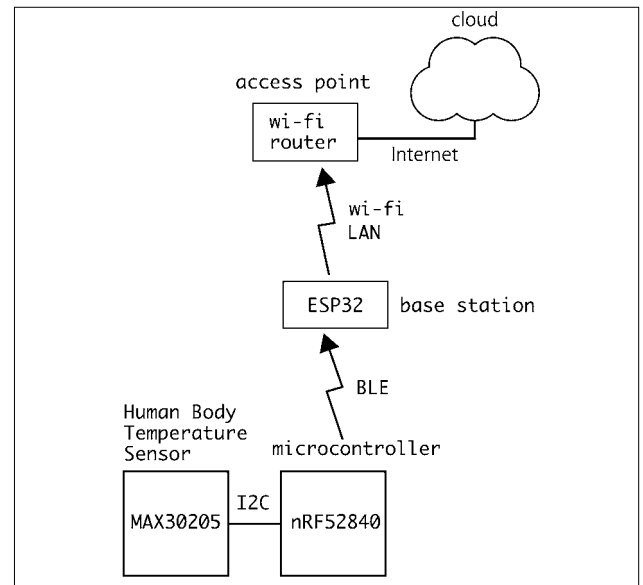 cloud
access point
wi-fi
router
Internet
wi-fi
LAN
ESP32
base station
BLE
Human Body
Temperature
Sensor
microcontroller
MAX30205
I2C
nRF52840